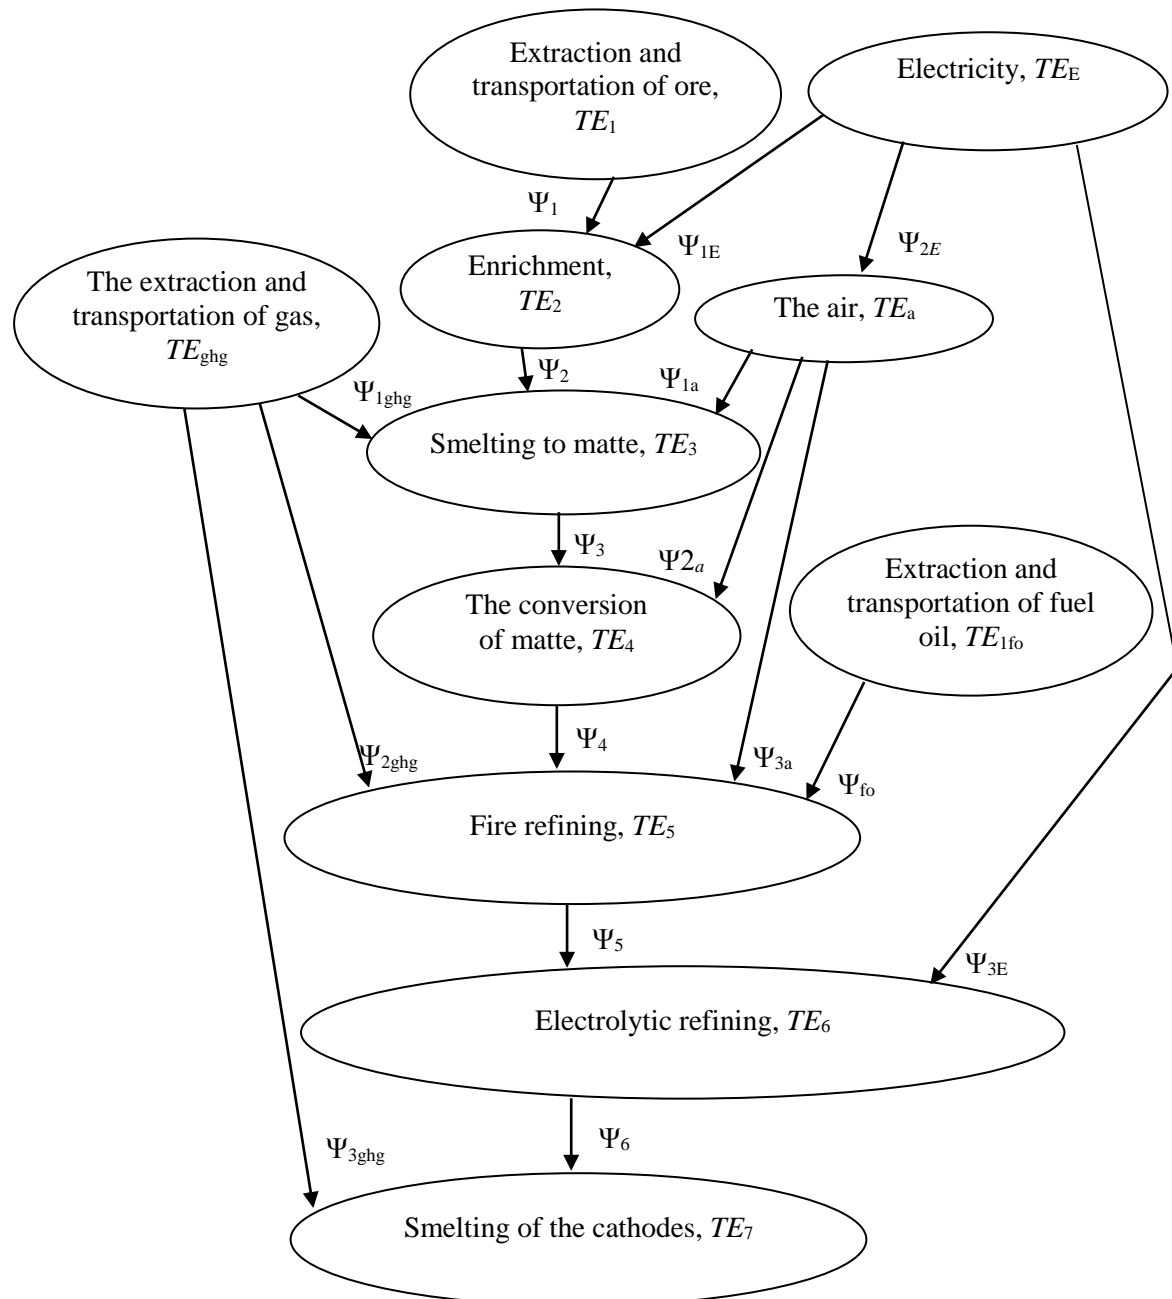 Extraction and
transportation of ore,
TE₁
Electricity, TE_E
Ψ₁
Ψ₁E
Ψ₂E
Enrichment,
TE₂
The extraction and
transportation of gas,
TE_ghg
The air, TE_a
Ψ₂
Ψ₁a
Ψ₁ghg
Smelting to matte, TE₃
Ψ₃
Ψ2a
Extraction and
transportation of fuel
oil, TE₁fo
The conversion
of matte, TE₄
Ψ₄
Ψ₂ghg
Ψ₃a
Ψfo
Fire refining, TE₅
Ψ₅
Ψ₃E
Electrolytic refining, TE₆
Ψ₆
Ψ₃ghg
Smelting of the cathodes, TE₇